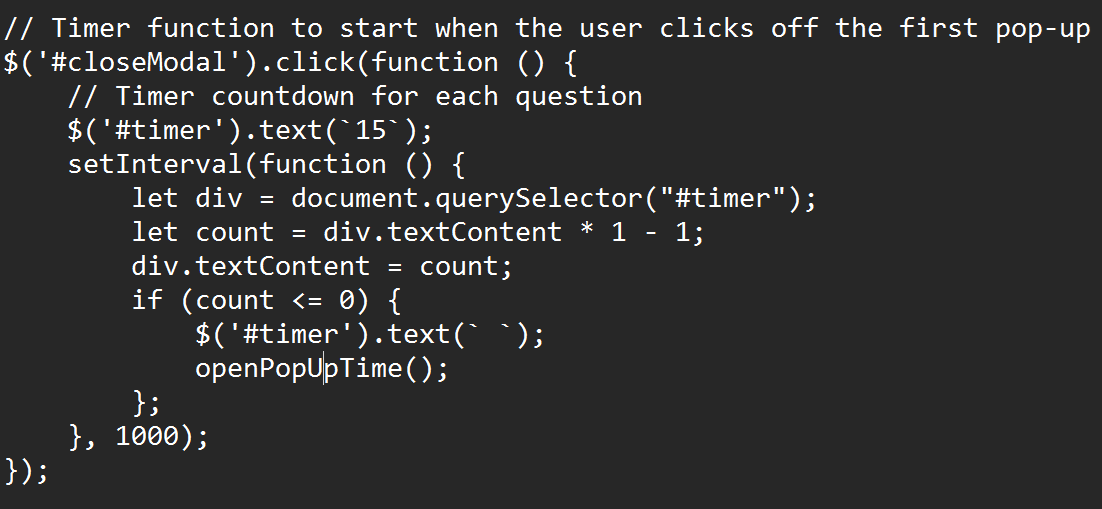 // Timer function to start when the user clicks off the first pop-up
$('#closeModal').click(function () {
    // Timer countdown for each question
    $('#timer').text(`15`);
    setInterval(function () {
        let div = document.querySelector("#timer");
        let count = div.textContent * 1 - 1;
        div.textContent = count;
        if (count <= 0) {
            $('#timer').text(` `);
            openPopUpTime();
        };
    }, 1000);
});